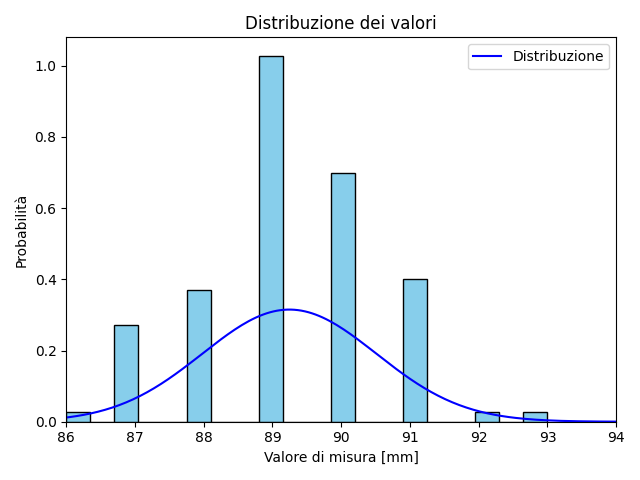 Distribuzione dei valori
Distribuzione
Probabilità
1.0
0.8
0.6
0.4
0.2
0.0
86 87 88 89 90 91 92 93 94
Valore di misura [mm]